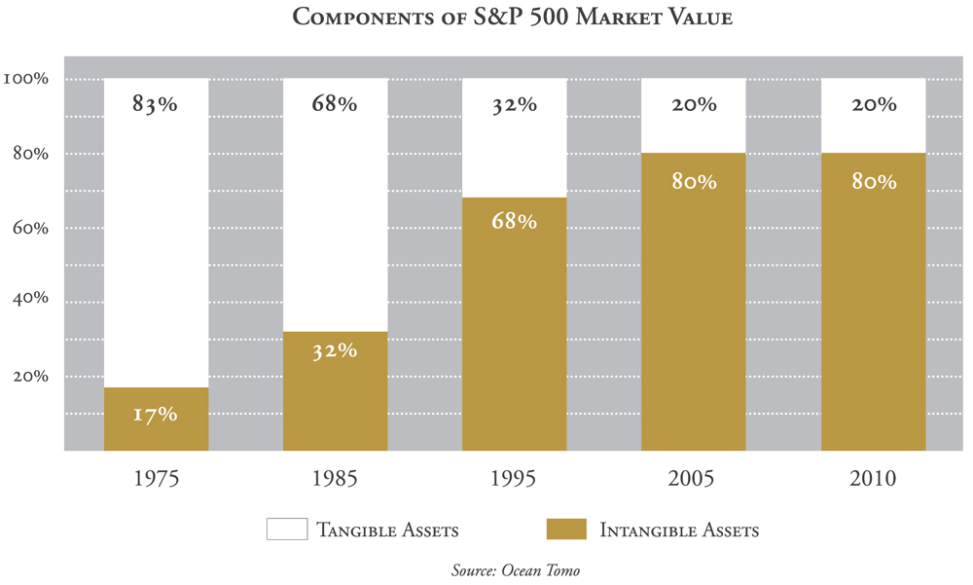 Components of S&P 500 Market Value
100%
80%
60%
40%
20%
83% 68% 32% 20% 20%
17% 32% 68% 80% 80%
1975 1985 1995 2005 2010
Tangible Assets Intangible Assets
Source: Ocean Tomo